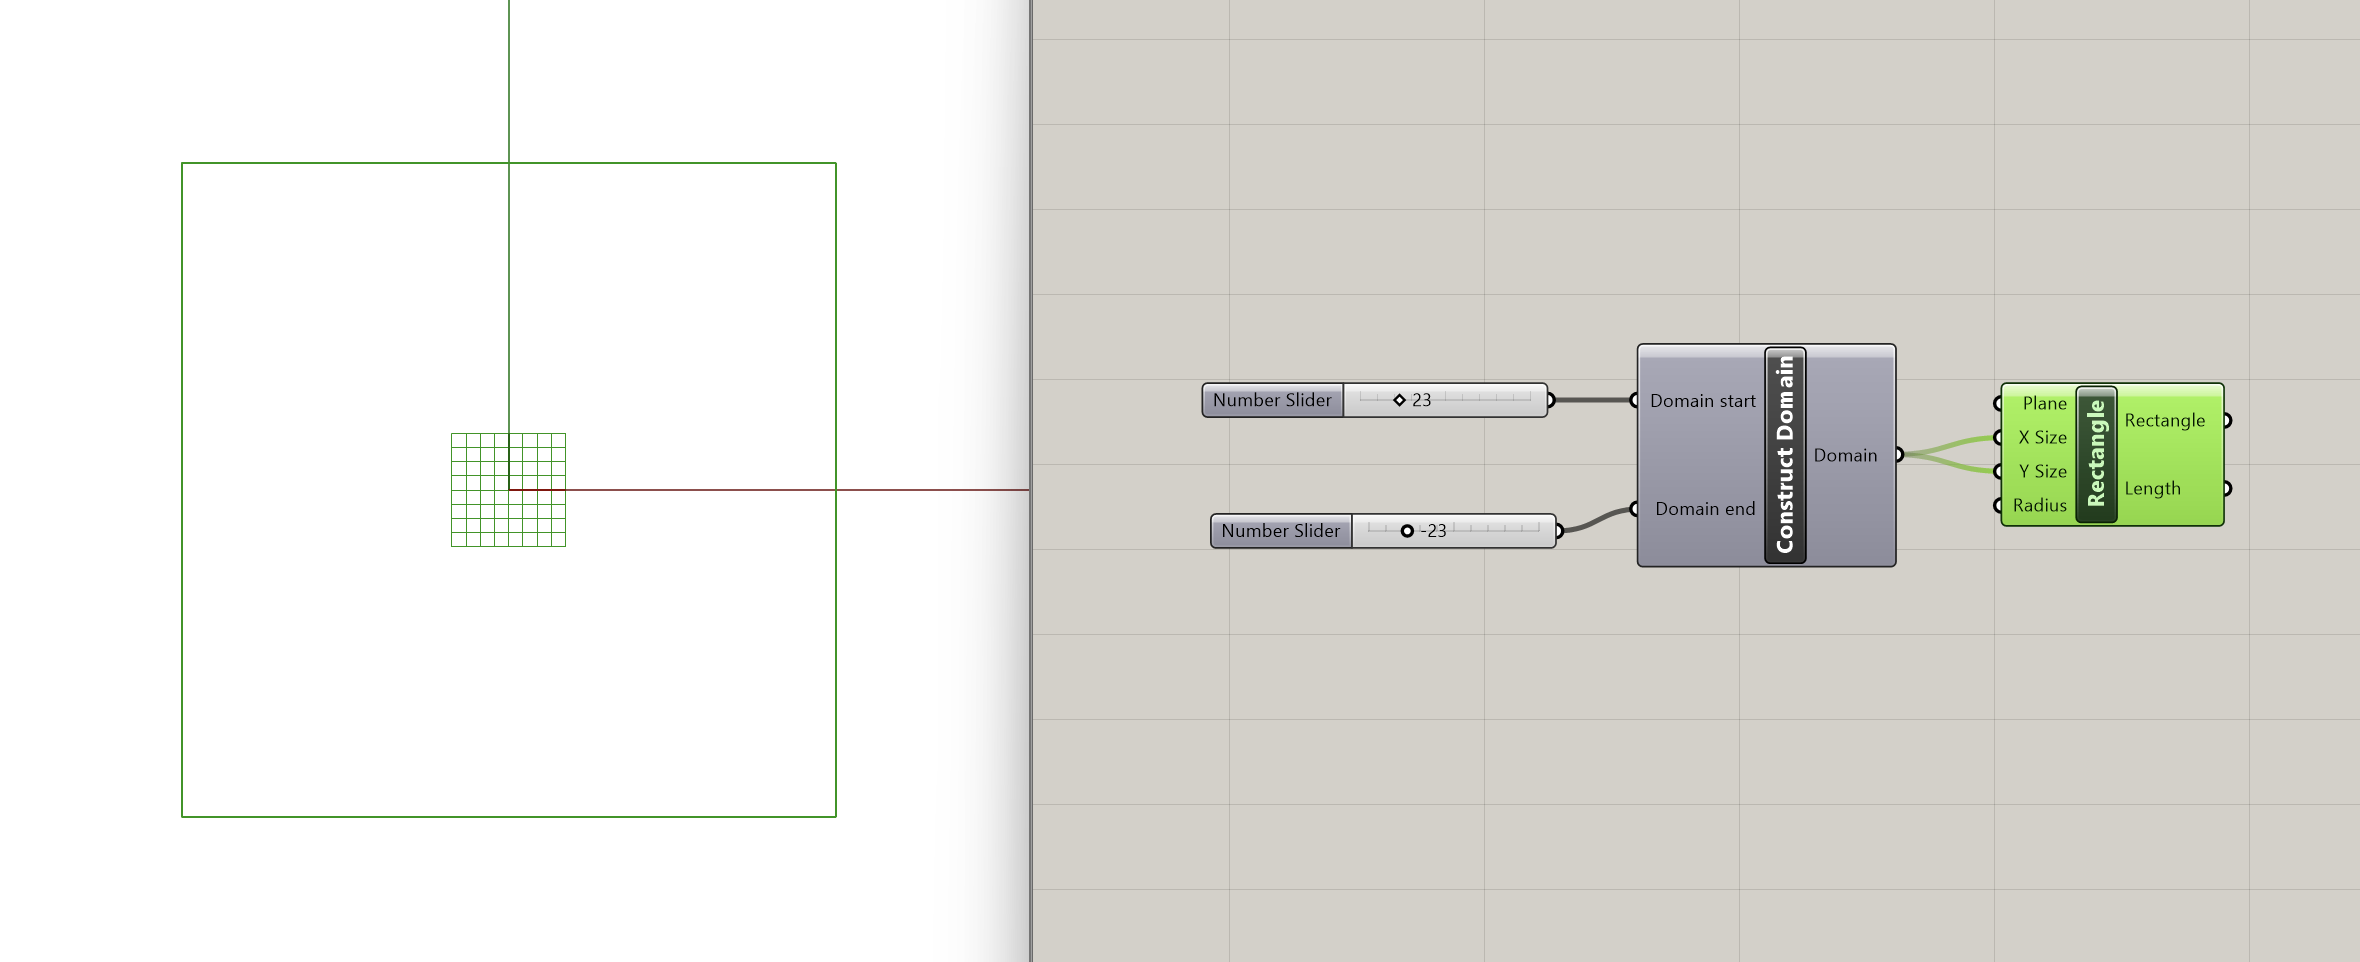 Number Slider
23
Number Slider
-23
Domain start
Domain end
Construct Domain
Domain
Plane
X Size
Y Size
Radius
Rectangle
Rectangle
Length